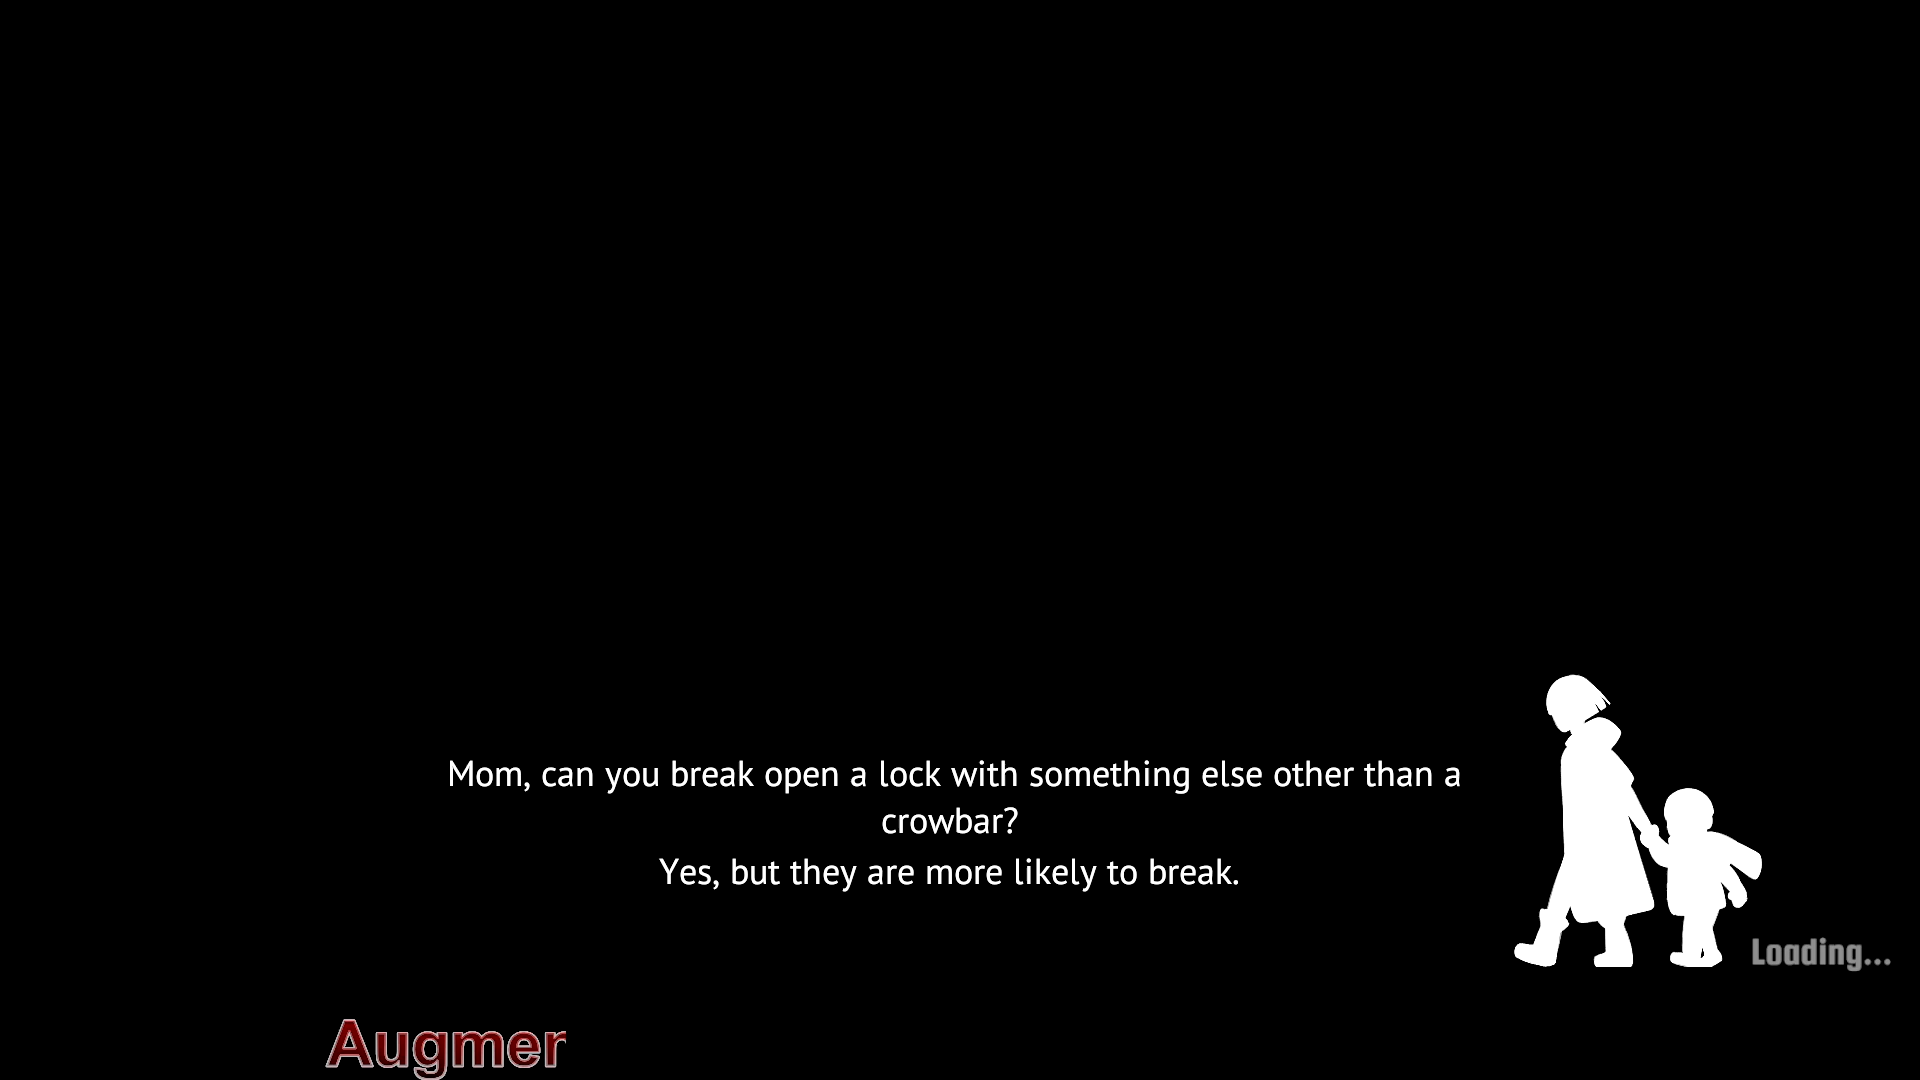 Mom, can you break open a lock with something else other than a
crowbar?
Yes, but they are more likely to break.
Loading...
Augmer